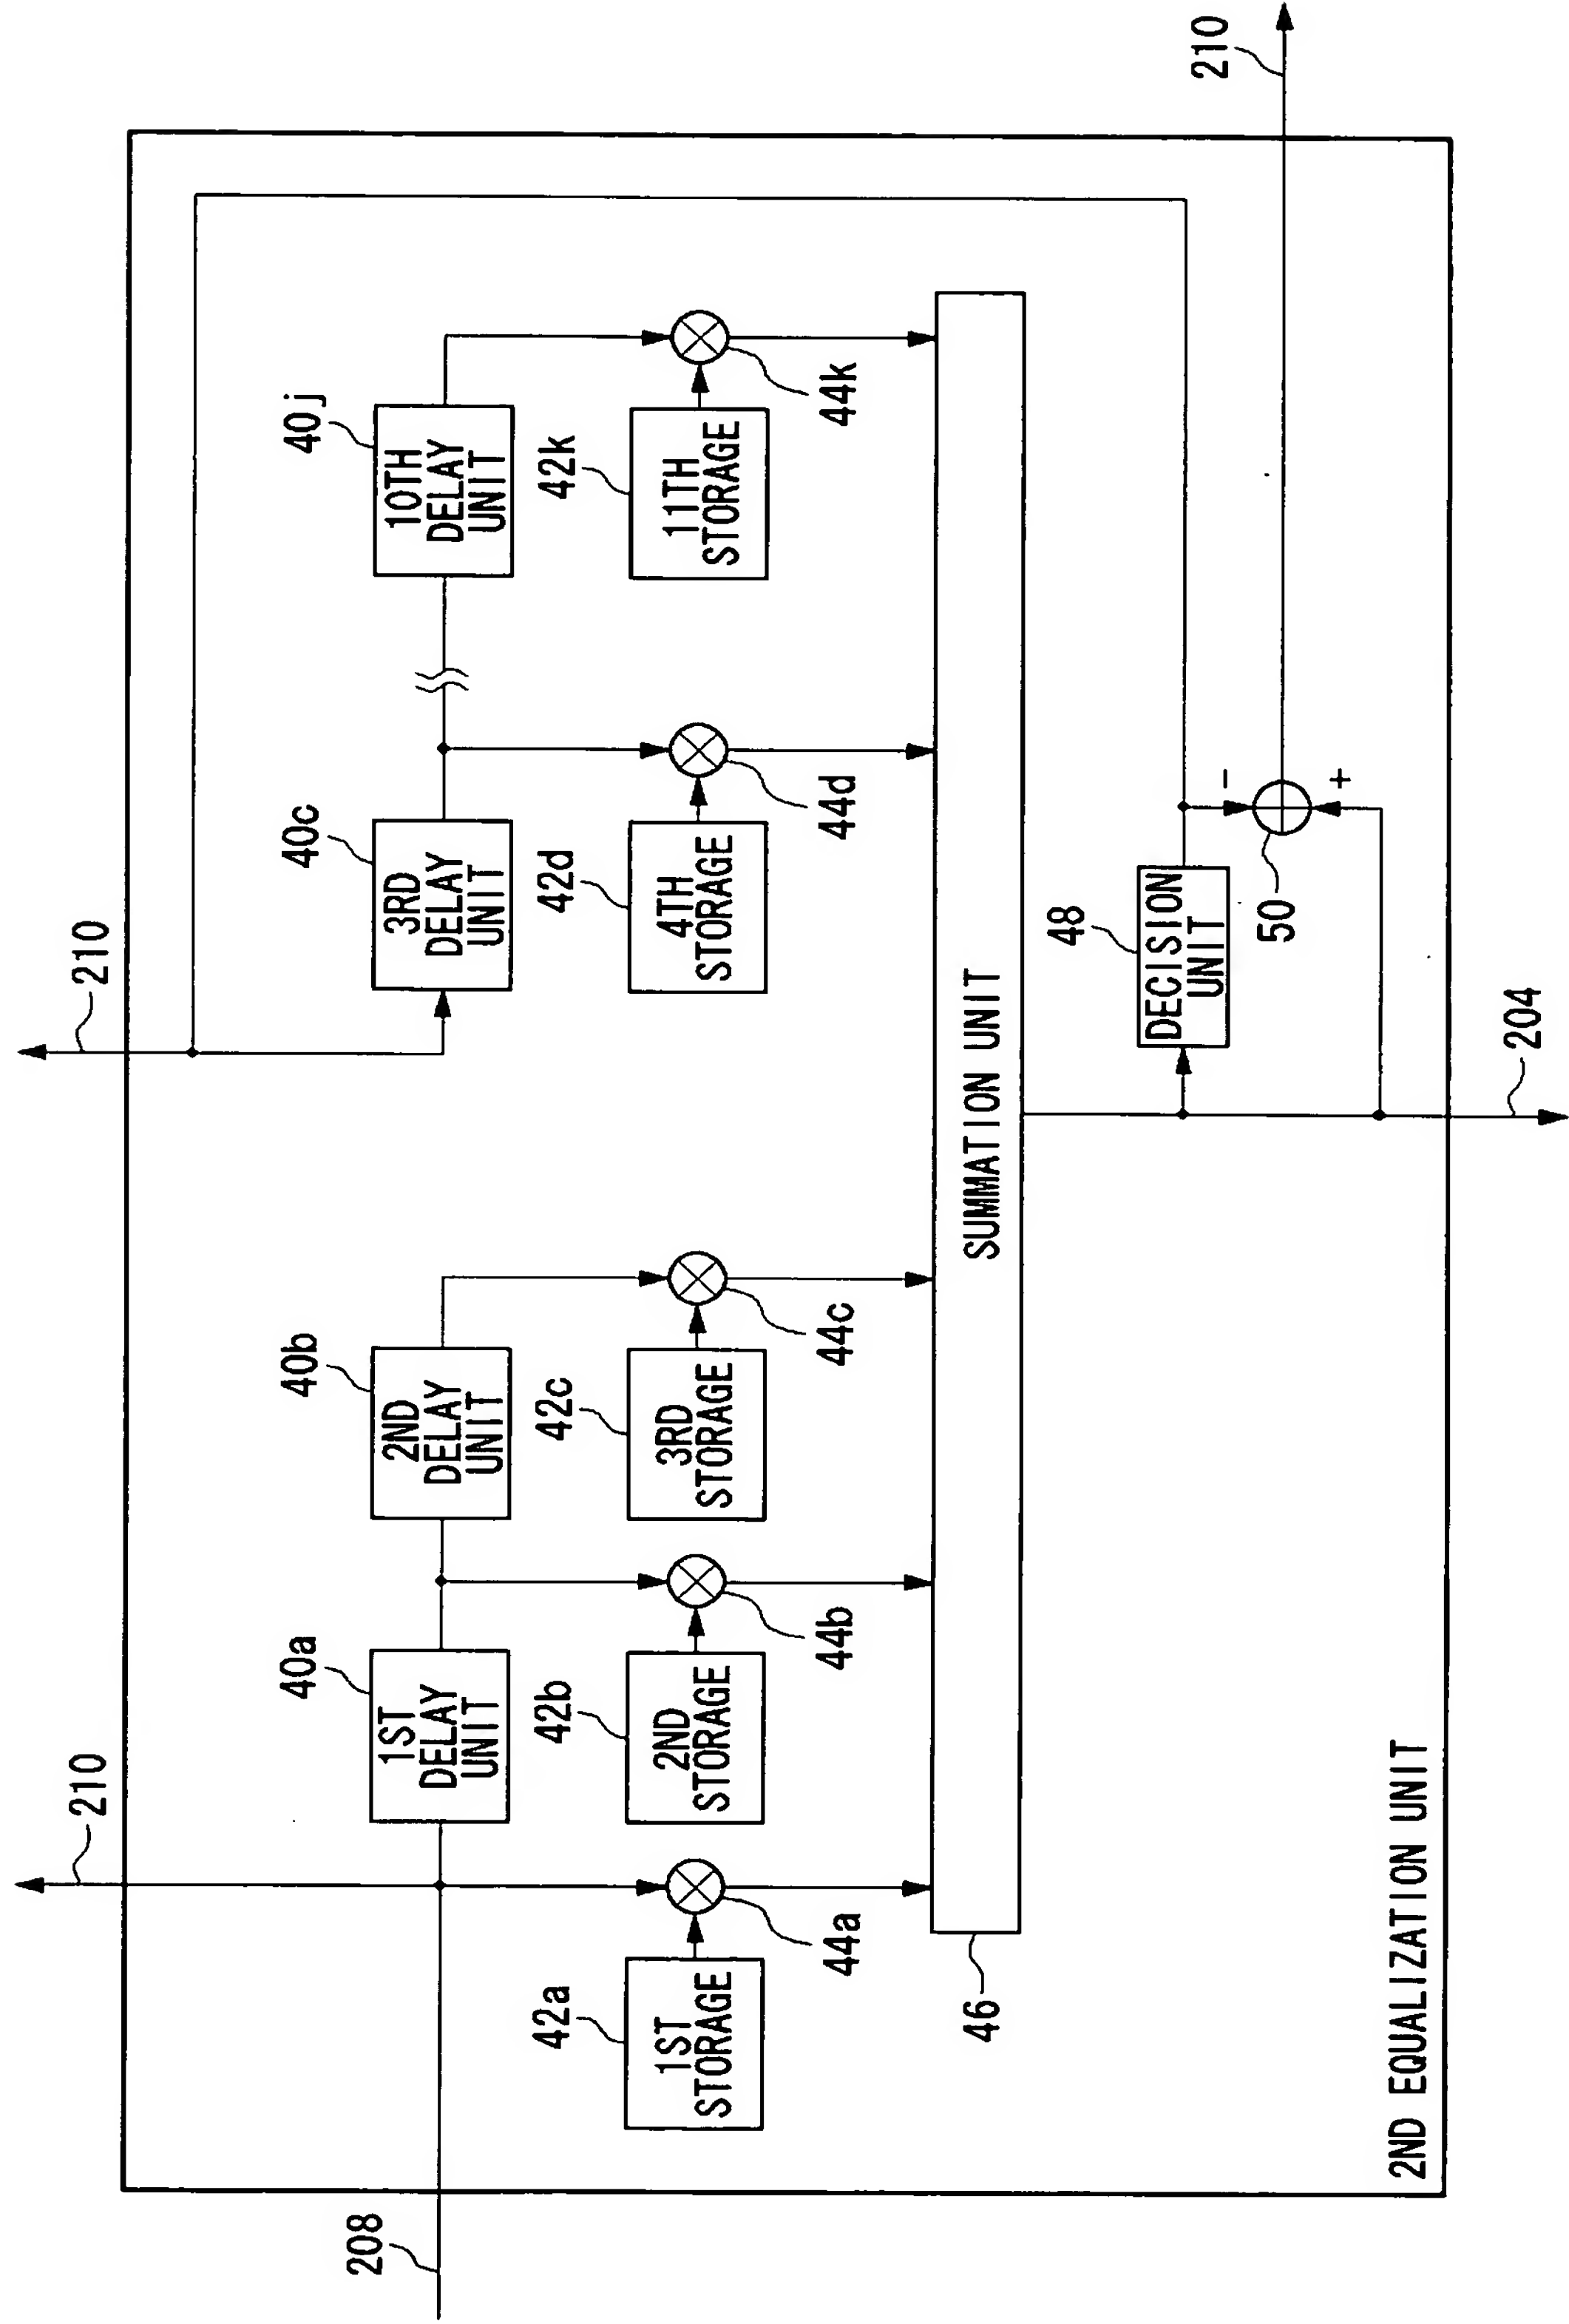 210
210
208
40a
1ST
DELAY
UNIT
40b
2ND
DELAY
UNIT
40c
3RD
DELAY
UNIT
40j
10TH
DELAY
UNIT
42a
1ST
STORAGE
42b
2ND
STORAGE
42c
3RD
STORAGE
42d
4TH
STORAGE
42k
11TH
STORAGE
44a
44b
44c
44d
44k
46
SUMMATION UNIT
48
DECISION
UNIT
-
+
50
210
204
2ND EQUALIZATION UNIT